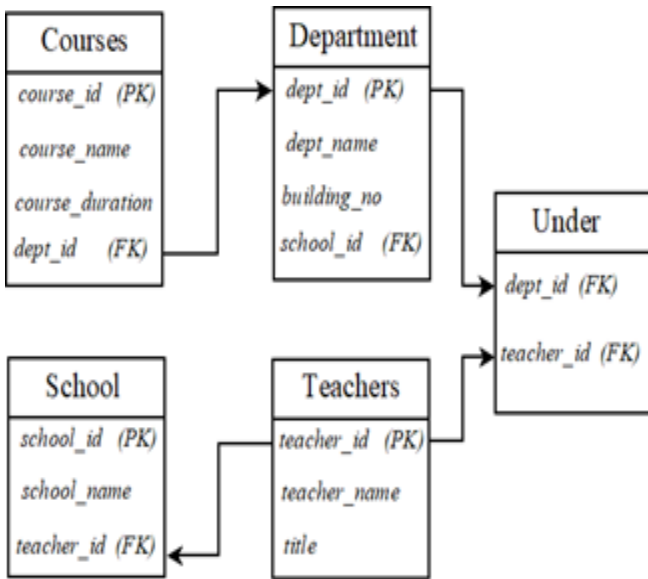 Courses
course_id (PK)
course_name
course_duration
dept_id (FK)
Department
dept_id (PK)
dept_name
building_no
school_id (FK)
Under
dept_id (FK)
teacher_id (FK)
School
school_id (PK)
school_name
teacher_id (FK)
Teachers
teacher_id (PK)
teacher_name
title